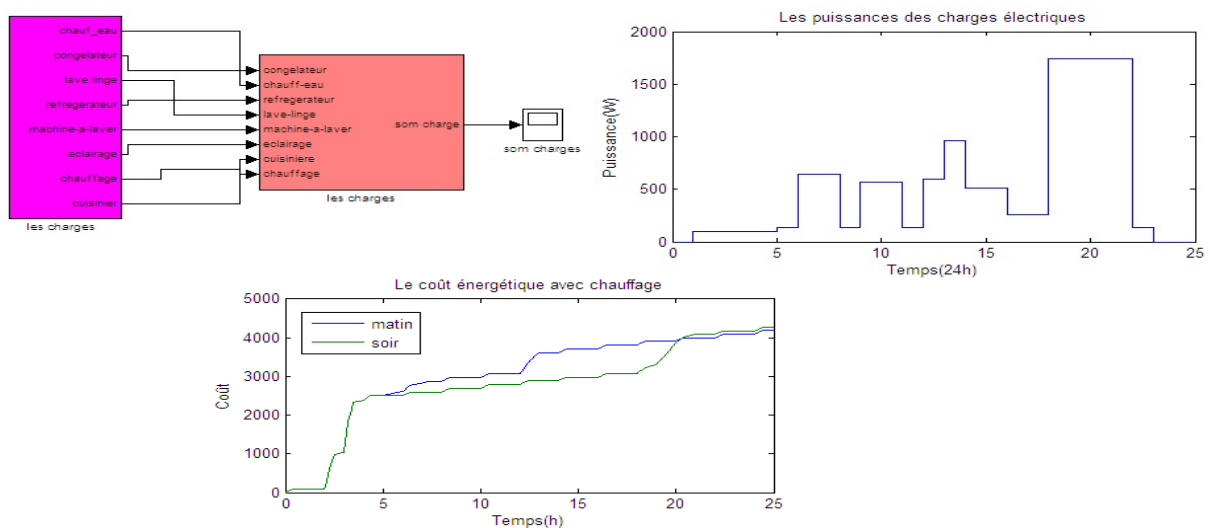 chauf_eau
congelateur
lave linge
refregerateur
machine-a-laver
eclairage
chauffage
cuisinier
les charges
congelateur
chauff-eau
refregerateur
lave-linge
machine-a-laver
eclairage
cuisiniere
chauffage
som charge
les charges
som charges
Les puissances des charges électriques
Puissance(W)
2000
1500
1000
500
0
0 5 10 15 20 25
Temps(24h)
Le coût énergétique avec chauffage
Coût
5000
4000
3000
2000
1000
0
matin
soir
0 5 10 15 20 25
Temps(h)